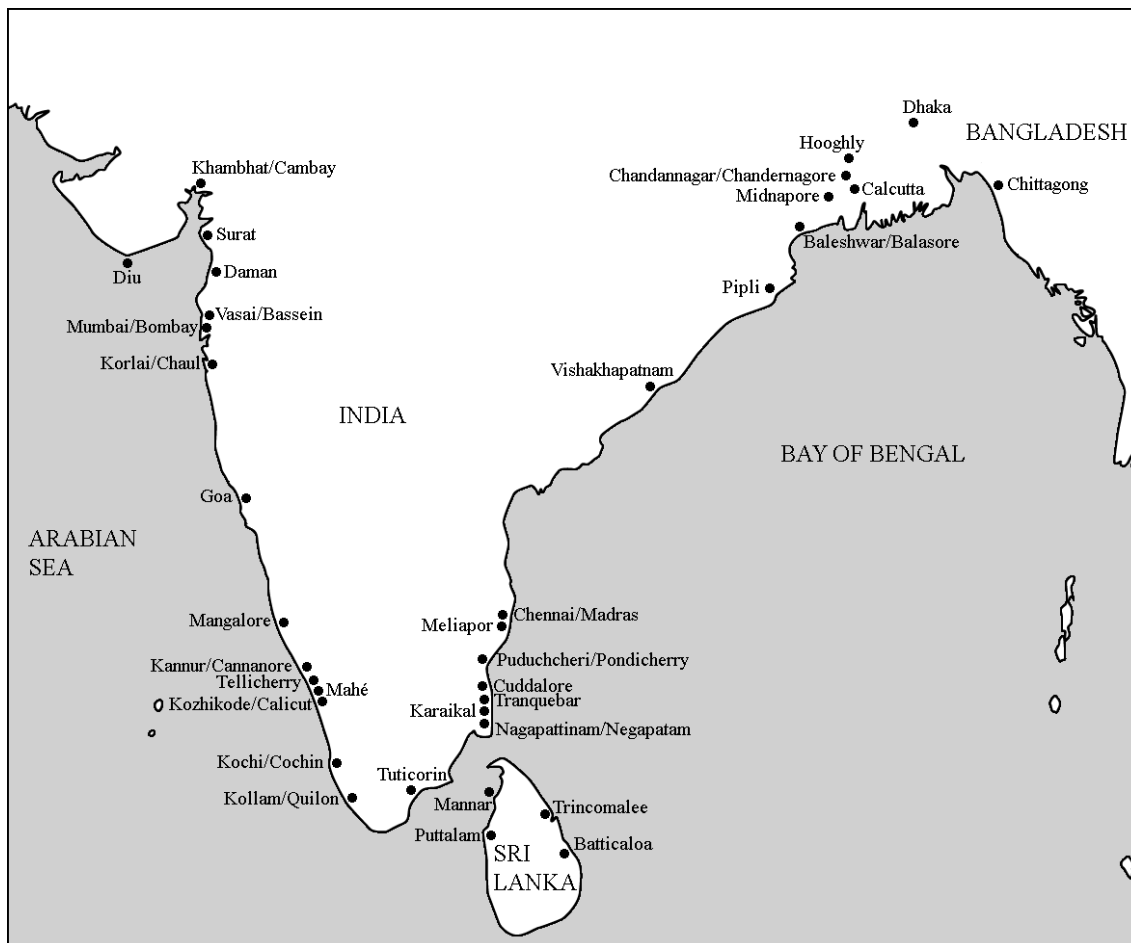 Dhaka
BANGLADESH
Hooghly
Khambhat/Cambay
Chandannagar/Chandernagore
Chittagong
Midnapore
Calcutta
Surat
Baleshwar/Balasore
Diu
Daman
Pipli
Vasai/Bassein
Mumbai/Bombay
Korlai/Chaul
Vishakhapatnam
INDIA
BAY OF BENGAL
Goa
ARABIAN
SEA
Chennai/Madras
Mangalore
Meliapor
Puduchcheri/Pondicherry
Kannur/Cannanore
Tellicherry
Cuddalore
Mahé
Tranquebar
Kozhikode/Calicut
Karaikal
Nagapattinam/Negapatam
Kochi/Cochin
Tuticorin
Kollam/Quilon
Mannar
Trincomalee
Puttalam
Batticaloa
SRI
LANKA